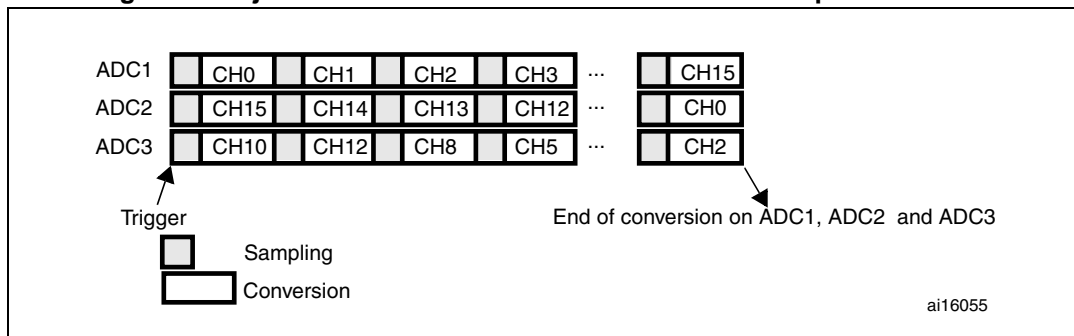 ADC1 CH0 CH1 CH2 CH3 ... CH15
ADC2 CH15 CH14 CH13 CH12 ... CH0
ADC3 CH10 CH12 CH8 CH5 ... CH2
Trigger
End of conversion on ADC1, ADC2 and ADC3
Sampling
Conversion
ai16055